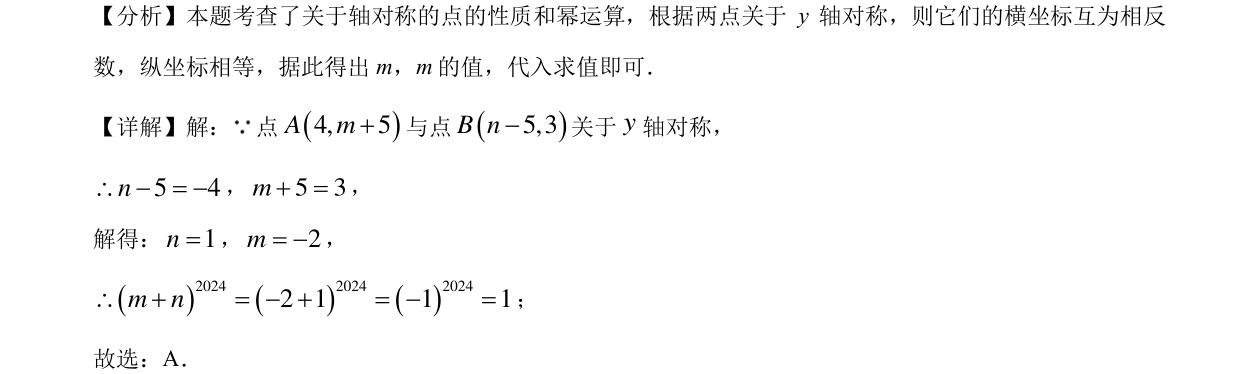 【分析】本题考查了关于轴对称的点的性质和幂运算，根据两点关于 y 轴对称，则它们的横坐标互为相反
数，纵坐标相等，据此得出 m，m 的值，代入求值即可．
【详解】解：∵点 A(4,m+5) 与点 B(n−5,3) 关于 y 轴对称，
∴n−5=−4，m+5=3，
解得：n=1，m=−2，
∴(m+n)^2024=(−2+1)^2024=(−1)^2024=1；
故选：A．